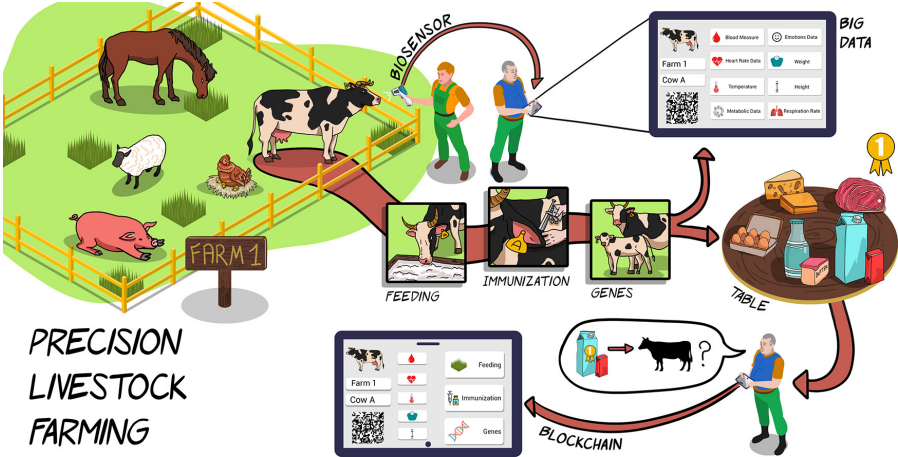 BIOSENSOR
BIG
DATA
Blood Measure
Emotions Data
Farm 1
Heart Rate Data
Weight
Cow A
Temperature
Height
Metabolic Data
Respiration Rate
1
FARM 1
FEEDING
IMMUNIZATION
GENES
BUTTER
TABLE
PRECISION
LIVESTOCK
FARMING
Farm 1
Cow A
Feeding
Immunization
Genes
1
?
BLOCKCHAIN